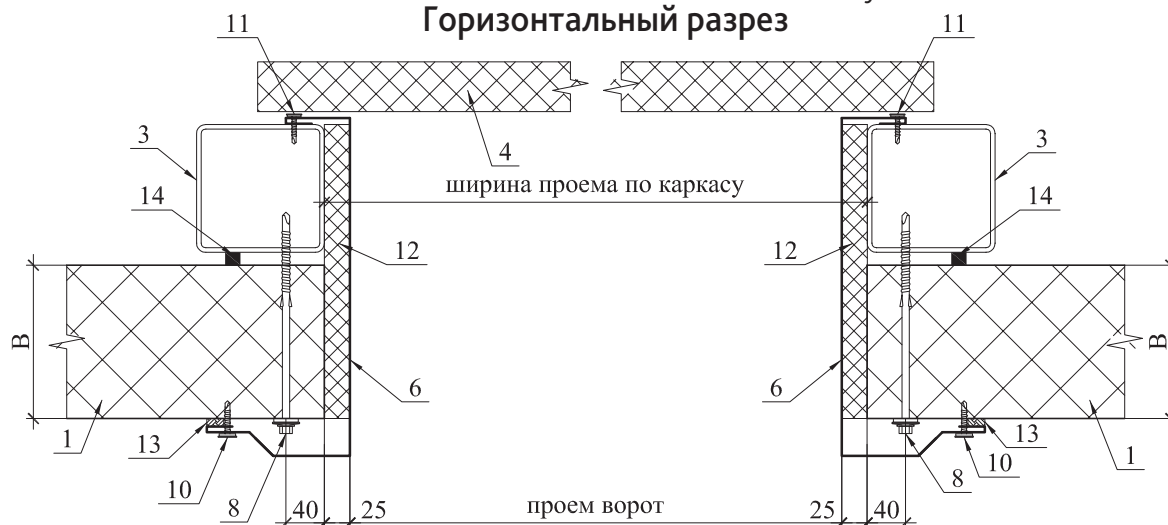 Горизонтальный разрез
11 11
3 4 3
ширина проема по каркасу
14 14
12 12
В В
6 6
1 13 13 1
10 8 8 10
40 25 проем ворот 25 40